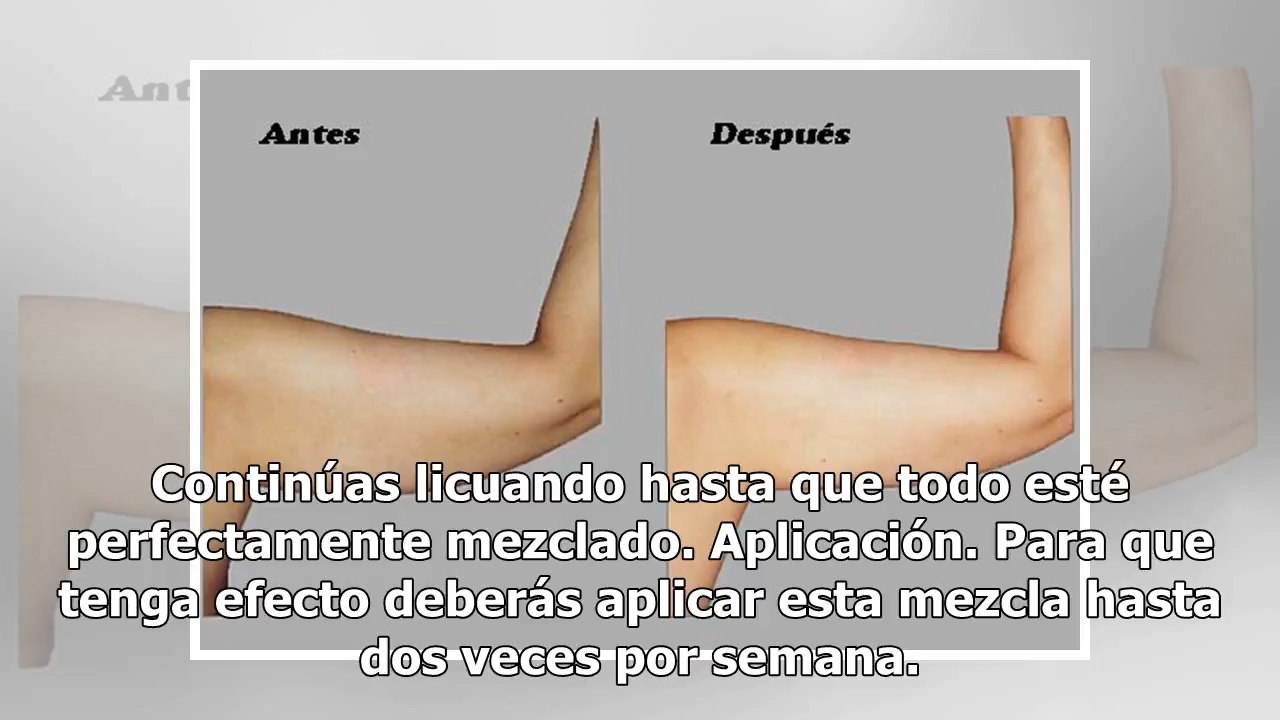 Ant
Antes
Después
Continúas licuando hasta que todo esté
perfectamente mezclado. Aplicación. Para que
tenga efecto deberás aplicar esta mezcla hasta
dos veces por semana.